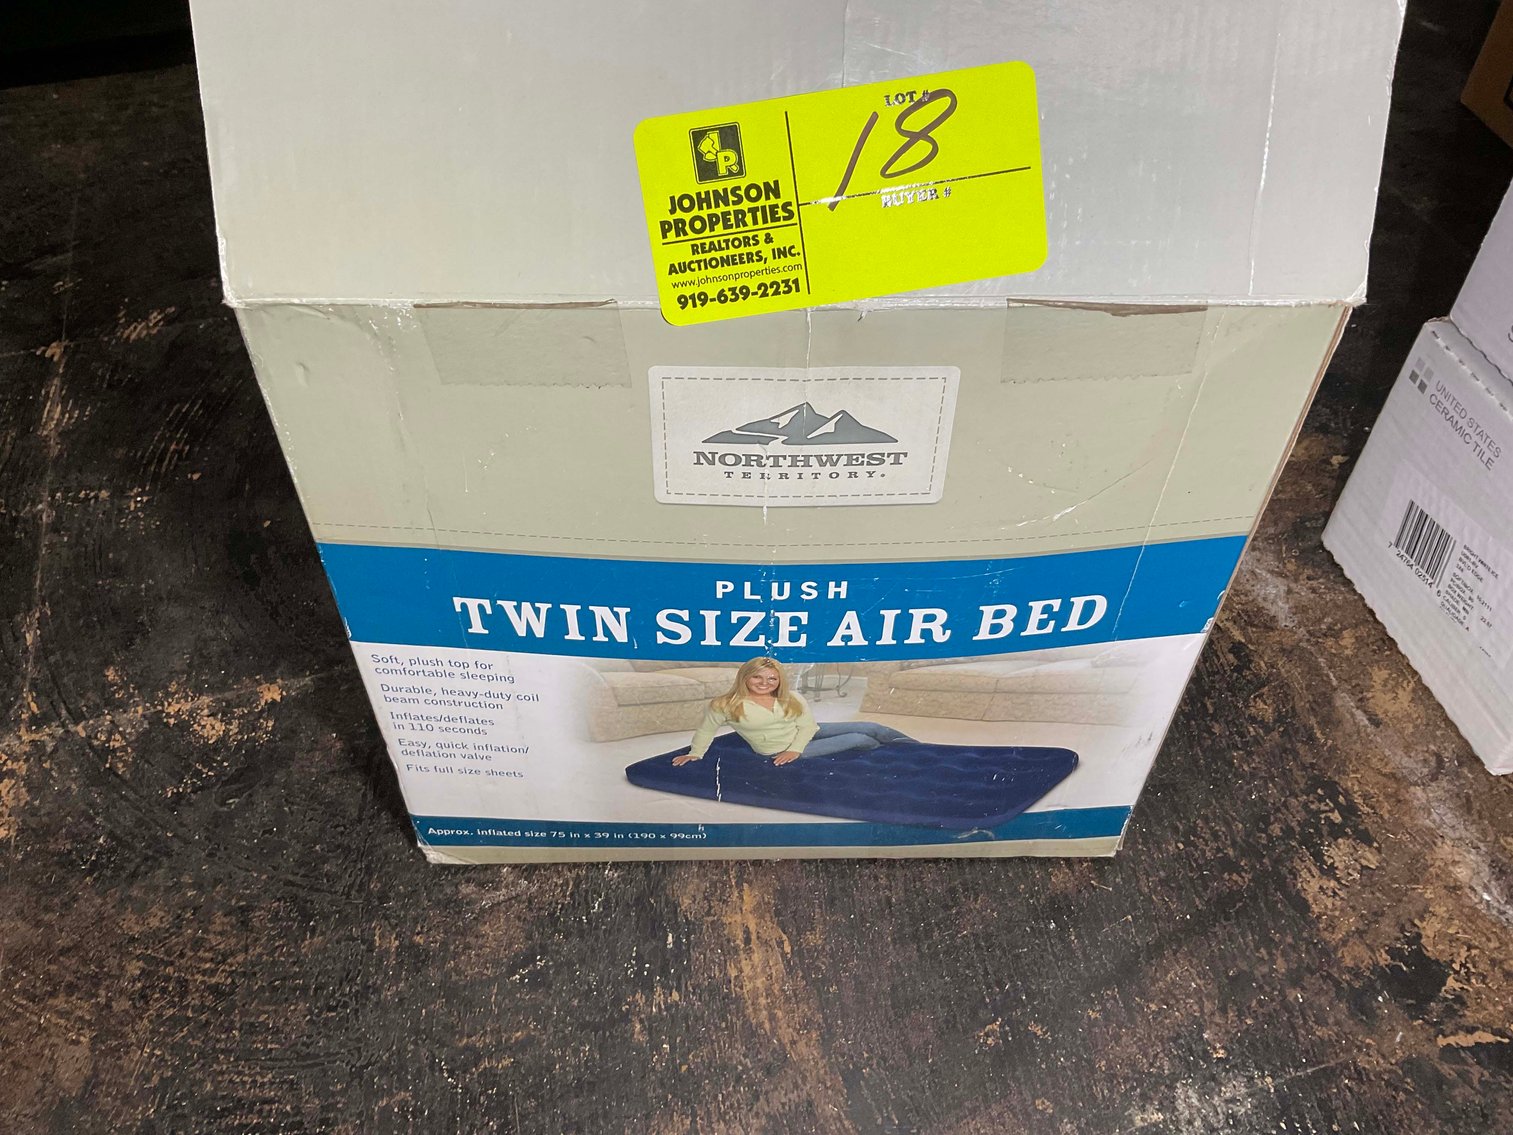 LOT #
18
BUYER #
JP
JOHNSON
PROPERTIES
REALTORS &
AUCTIONEERS, INC.
www.johnsonproperties.com
919-639-2231
NORTHWEST
TERRITORY
PLUSH
TWIN SIZE AIR BED
Soft, plush top for
comfortable sleeping
Durable, heavy-duty coil
beam construction
Inflates/deflates
in 110 seconds
Easy, quick inflation/
deflation valve
Fits full size sheets
Approx. inflated size 75 in x 39 in (190 x 99cm)
UNITED STATES
CERAMIC TILE